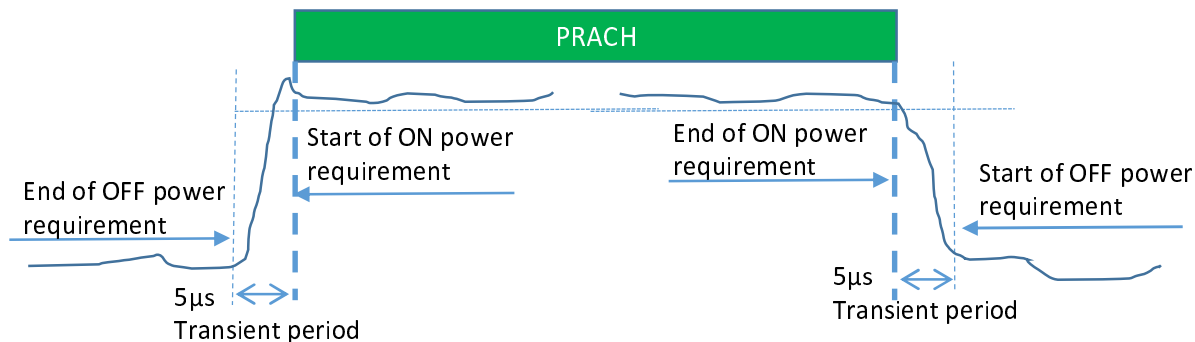 PRACH
Start of ON power
requirement
End of ON power
requirement
End of OFF power
requirement
Start of OFF power
requirement
5µs
Transient period
5µs
Transient period